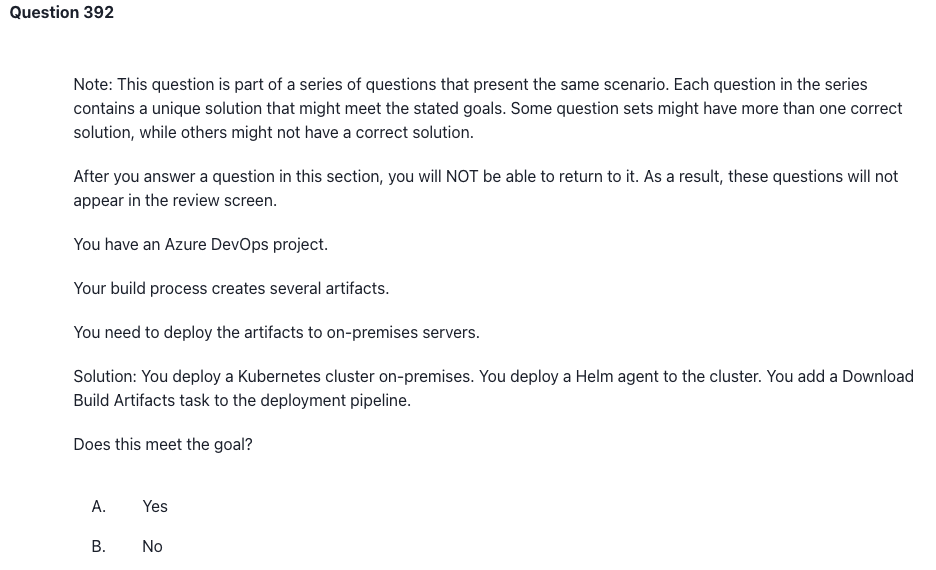 Question 392
Note: This question is part of a series of questions that present the same scenario. Each question in the series
contains a unique solution that might meet the stated goals. Some question sets might have more than one correct
solution, while others might not have a correct solution.
After you answer a question in this section, you will NOT be able to return to it. As a result, these questions will not
appear in the review screen.
You have an Azure DevOps project.
Your build process creates several artifacts.
You need to deploy the artifacts to on-premises servers.
Solution: You deploy a Kubernetes cluster on-premises. You deploy a Helm agent to the cluster. You add a Download
Build Artifacts task to the deployment pipeline.
Does this meet the goal?
A. Yes
B. No